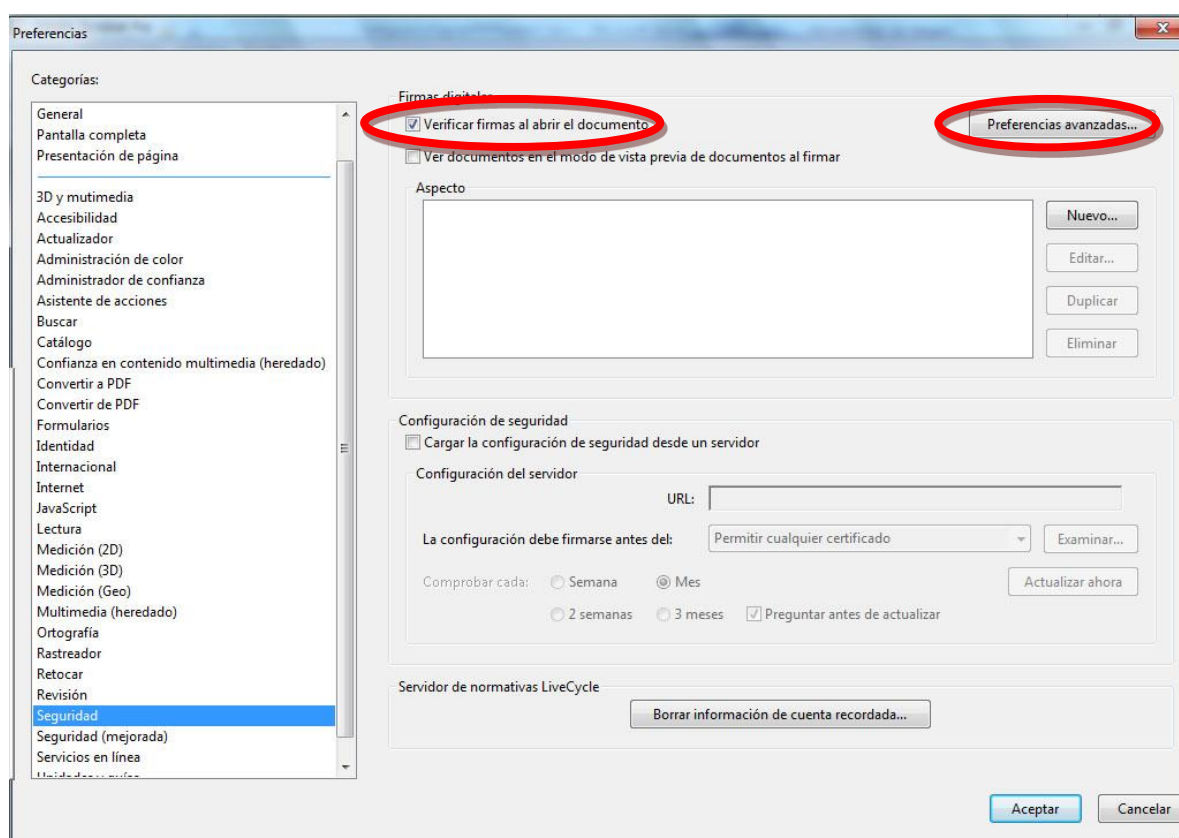 Preferencias
Categorías:
General
Pantalla completa
Presentación de página
3D y mutimedia
Accesibilidad
Actualizador
Administración de color
Administrador de confianza
Asistente de acciones
Buscar
Catálogo
Confianza en contenido multimedia (heredado)
Convertir a PDF
Convertir de PDF
Formularios
Identidad
Internacional
Internet
JavaScript
Lectura
Medición (2D)
Medición (3D)
Medición (Geo)
Multimedia (heredado)
Ortografía
Rastreador
Retocar
Revisión
Seguridad
Seguridad (mejorada)
Servicios en línea
Unidades y guías
Firmas digitales
Verificar firmas al abrir el documento
Preferencias avanzadas...
Ver documentos en el modo de vista previa de documentos al firmar
Aspecto
Nuevo...
Editar...
Duplicar
Eliminar
Configuración de seguridad
Cargar la configuración de seguridad desde un servidor
Configuración del servidor
URL:
La configuración debe firmarse antes del: Permitir cualquier certificado Examinar...
Comprobar cada: Semana Mes Actualizar ahora
2 semanas 3 meses Preguntar antes de actualizar
Servidor de normativas LiveCycle
Borrar información de cuenta recordada...
Aceptar Cancelar